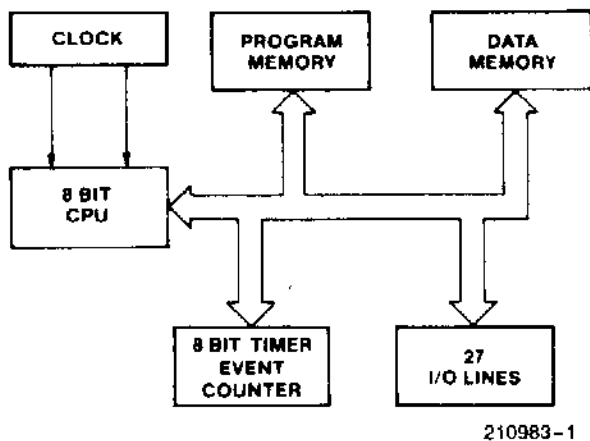 CLOCK
PROGRAM
MEMORY
DATA
MEMORY
8 BIT
CPU
8 BIT TIMER
EVENT
COUNTER
27
I/O LINES
210983-1